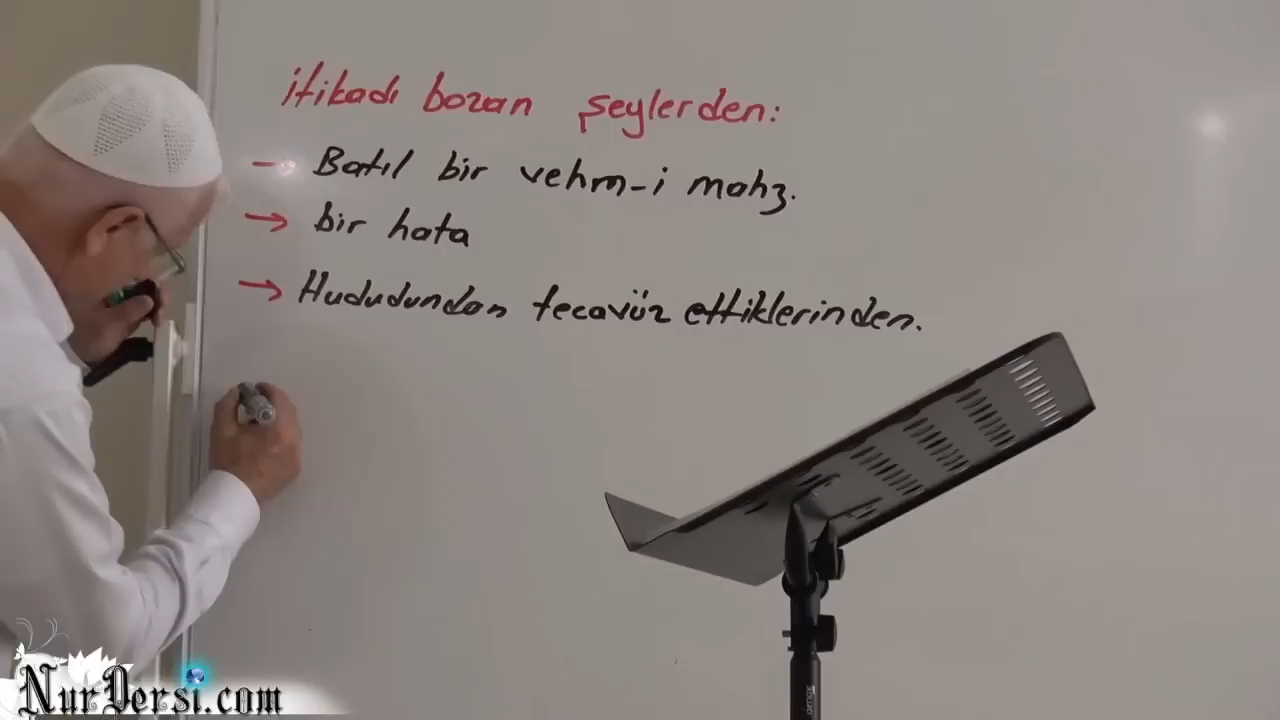 itikadı bozan şeylerden:
→ Batıl bir vehm-i mahz.
→ bir hata
→ Hududundan tecavüz ettiklerinden.
NurDersi.com